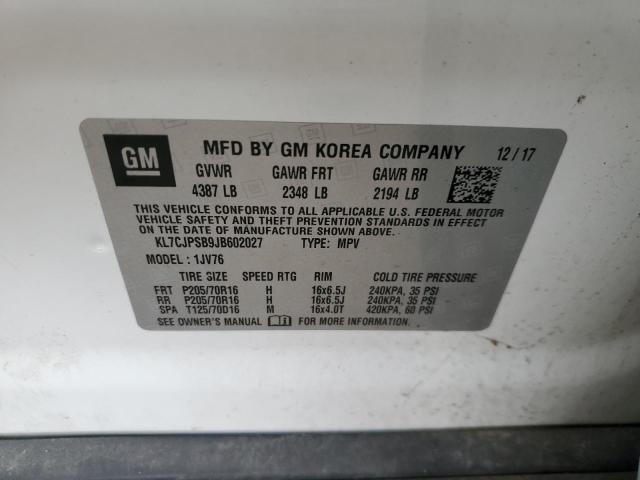 GM MFD BY GM KOREA COMPANY 12/17
GVWR GAWR FRT GAWR RR
4387 LB 2348 LB 2194 LB
THIS VEHICLE CONFORMS TO ALL APPLICABLE U.S. FEDERAL MOTOR
VEHICLE SAFETY AND THEFT PREVENTION STANDARDS IN EFFECT
ON THE DATE OF MANUFACTURE SHOWN ABOVE.
KL7CJPSB9JB602027 TYPE: MPV
MODEL: 1JV76
TIRE SIZE SPEED RTG RIM COLD TIRE PRESSURE
FRT P205/70R16 H 16x6.5J 240KPA, 35 PSI
RR P205/70R16 H 16x6.5J 240KPA, 35 PSI
SPA T125/70D16 M 16x4.0T 420KPA, 60 PSI
SEE OWNER'S MANUAL FOR MORE INFORMATION.